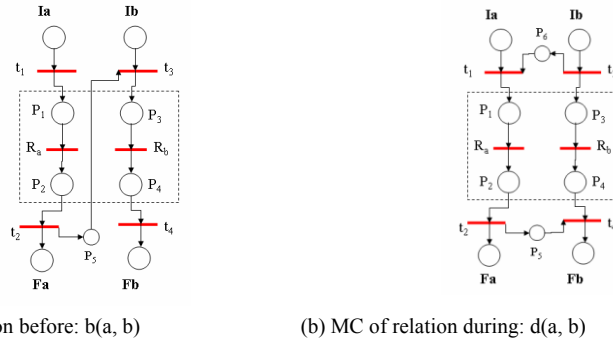 Ia Ib Ia Ib
P6
t1 t3 t1 t
P1 P3 P1 P3
Ra Rb Ra Rb
P2 P4 P2 P4
t2 t4 t2 t
P5 P5
Fa Fb Fa Fb
on before: b(a, b) (b) MC of relation during: d(a, b)